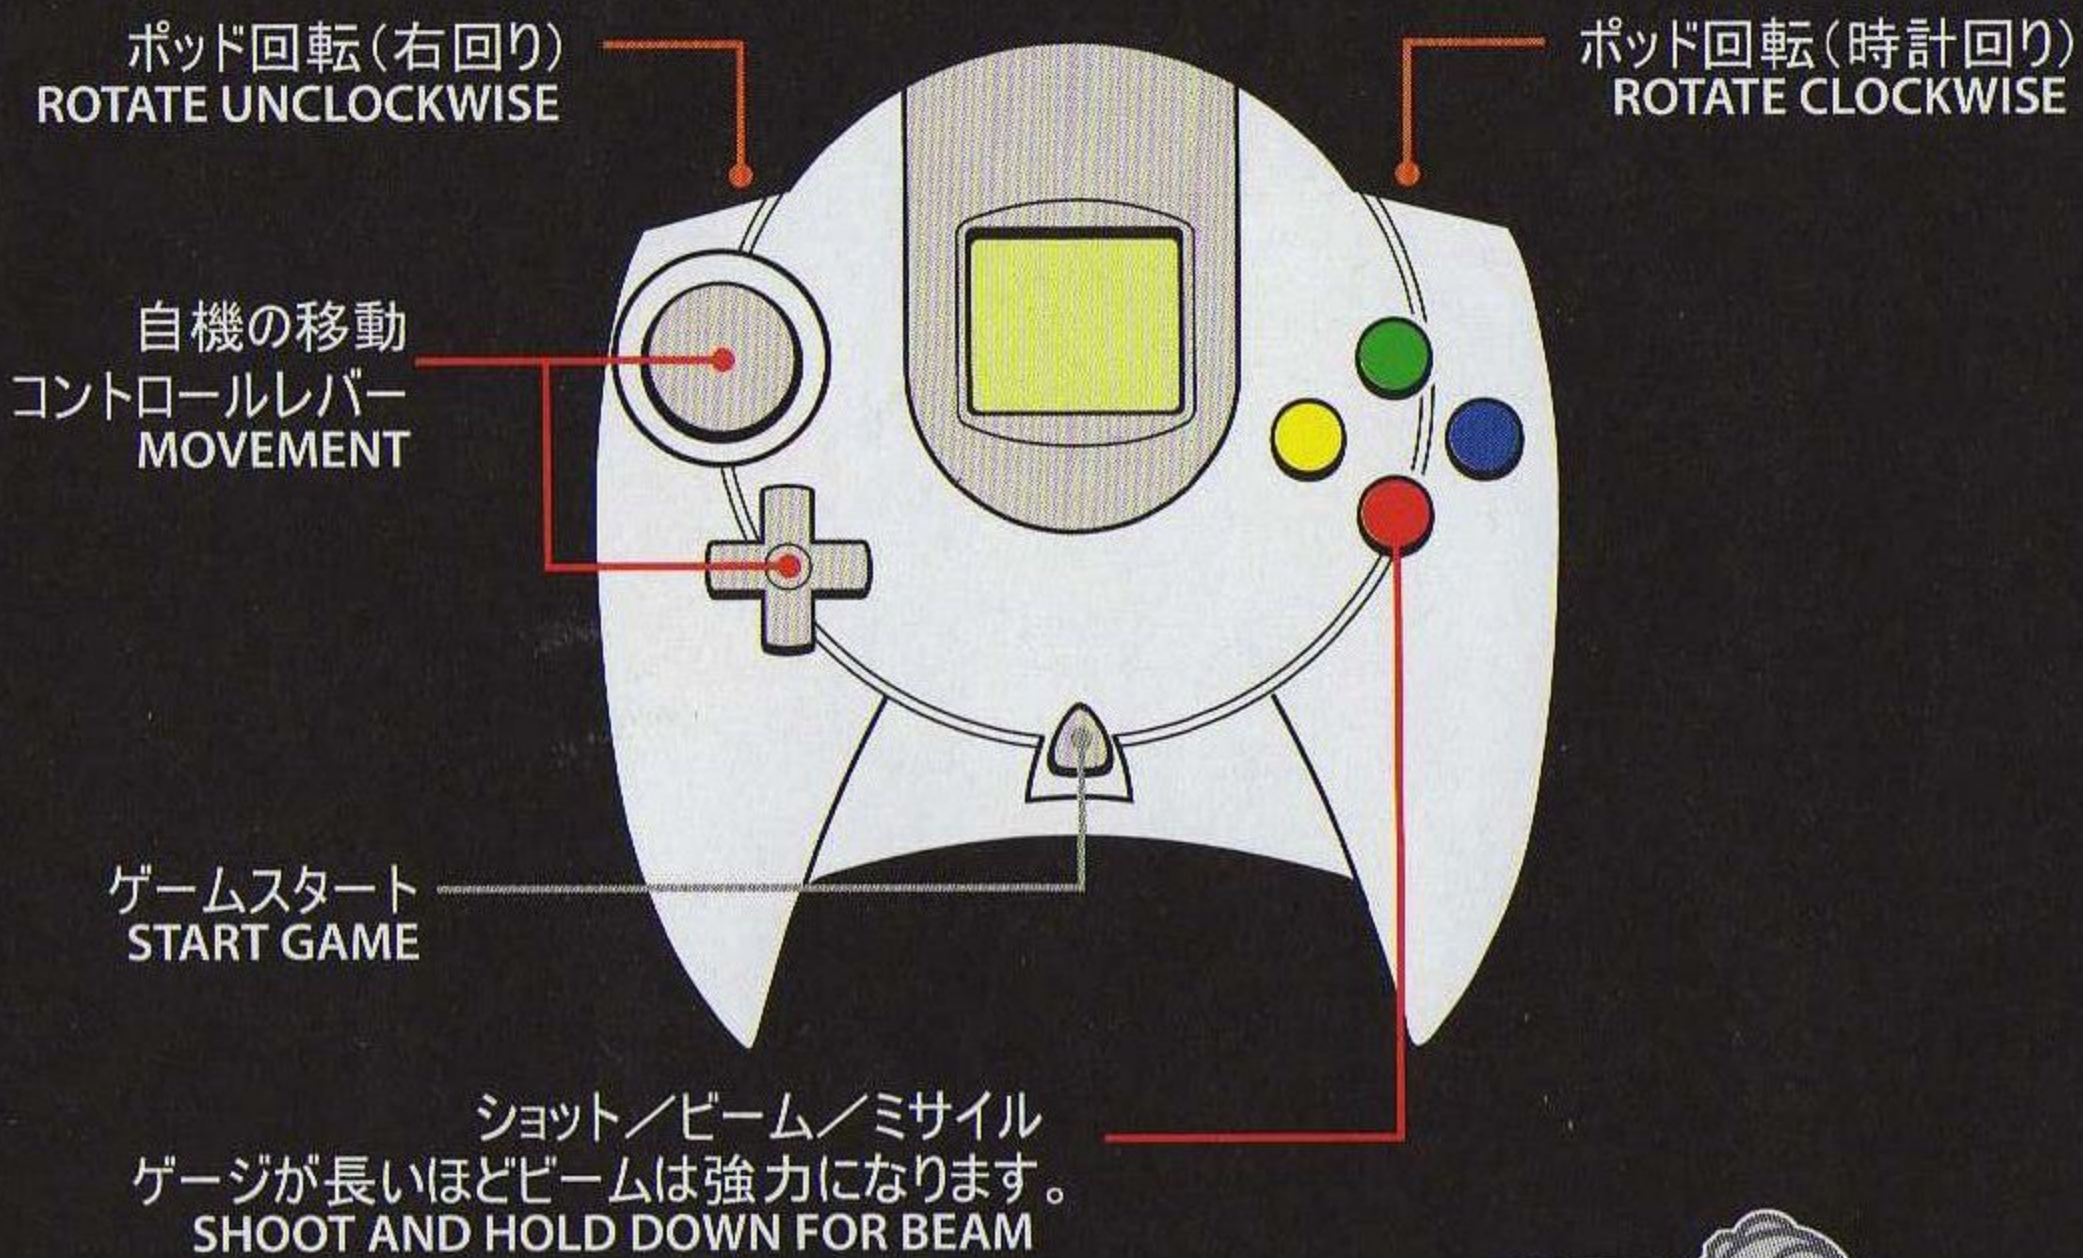 ポッド回転(右回り)
ROTATE UNCLOCKWISE
ポッド回転(時計回り)
ROTATE CLOCKWISE
自機の移動
コントロールレバー
MOVEMENT
ゲームスタート
START GAME
ショット／ビーム／ミサイル
ゲージが長いほどビームは強力になります。
SHOOT AND HOLD DOWN FOR BEAM